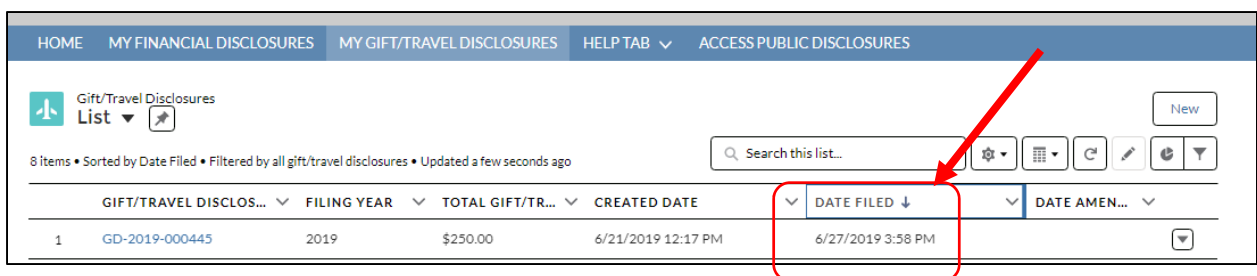 HOME MY FINANCIAL DISCLOSURES MY GIFT/TRAVEL DISCLOSURES HELP TAB ACCESS PUBLIC DISCLOSURES
Gift/Travel Disclosures
List
New
8 items • Sorted by Date Filed • Filtered by all gift/travel disclosures • Updated a few seconds ago
Search this list...
GIFT/TRAVEL DISCLOS... FILING YEAR TOTAL GIFT/TR... CREATED DATE DATE FILED ↓ DATE AMEN...
1 GD-2019-000445 2019 $250.00 6/21/2019 12:17 PM 6/27/2019 3:58 PM